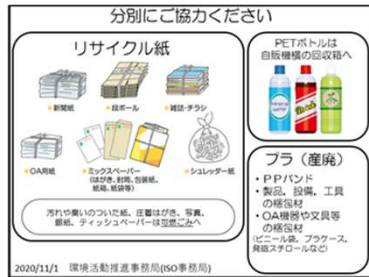 分別にご協力ください
リサイクル紙
・新聞紙
・段ボール
・雑誌・チラシ
・OA用紙
・ミックスペーパー
(はがき、封筒、包装紙、
紙箱、紙袋等)
・シュレッダー紙
汚れや臭いのついた紙、圧着はがき、写真、
銀紙、ティッシュペーパーは可燃ごみへ
2020/11/1 環境活動推進事務局(ISO事務局)
PETボトルは
自販機横の回収箱へ
プラ(産廃)
・PPバンド
・製品、設備、工具
の梱包材
・OA機器や文具等
の梱包材
(ビニール袋、プラケース、
発砲スチロールなど)